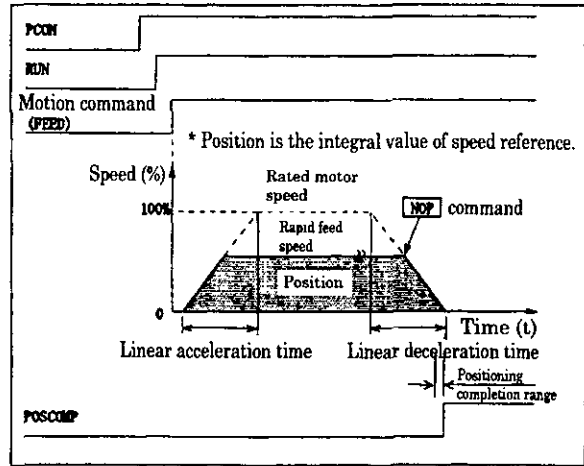 PCON
RUN
Motion command
(FEED)
* Position is the integral value of speed reference.
Speed (%)
Rated motor
speed
100%
NOP command
Rapid feed
speed
Position
0
Time (t)
Linear acceleration time
Linear deceleration time
Positioning
completion range
POSCOMP